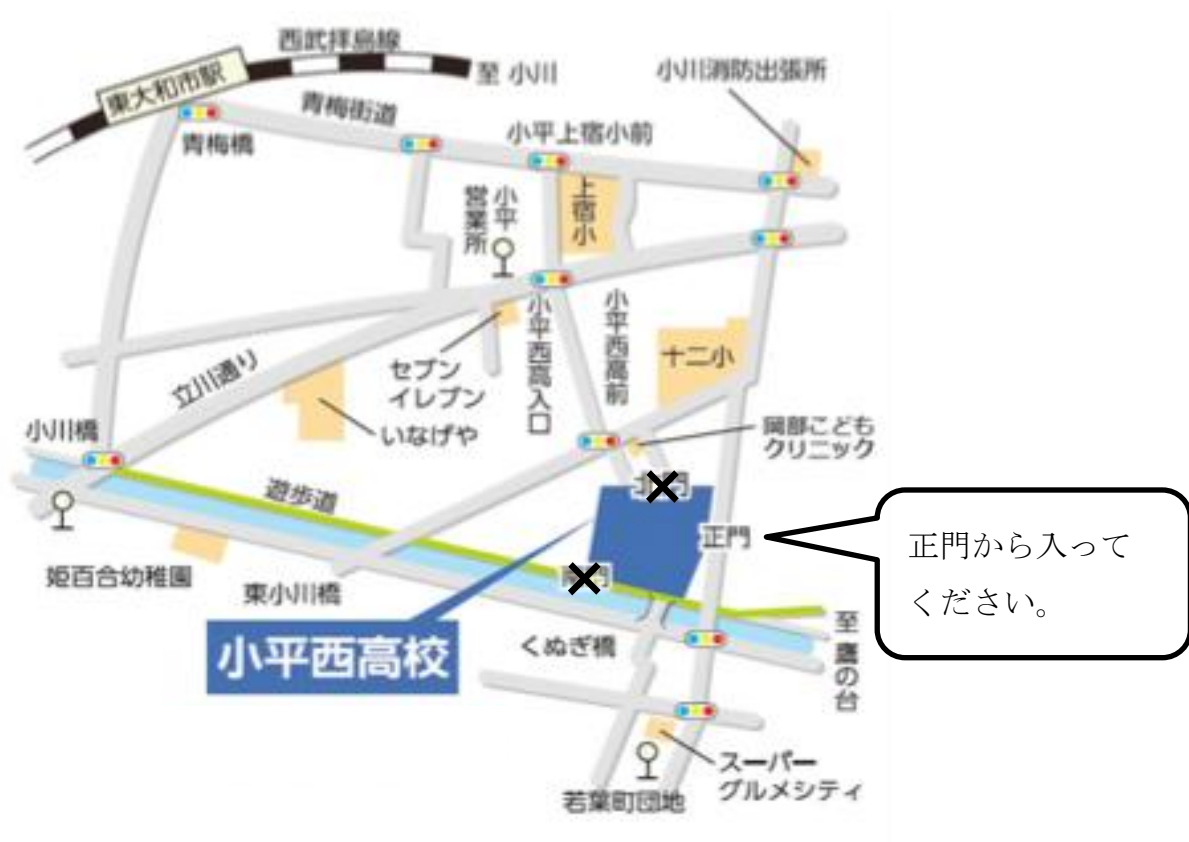 西武拝島線
東大和市駅
至 小川
小川消防出張所
青梅街道
青梅橋
小平上宿小前
小平
営業所
上宿小
小平西高入口
小平西高前
十二小
立川通り
セブン
イレブン
いなげや
小川橋
岡部こども
クリニック
遊歩道
北門
正門
正門から入って
ください。
南門
姫百合幼稚園
東小川橋
小平西高校
くぬぎ橋
至 鷹の台
スーパー
グルメシティ
若葉町団地